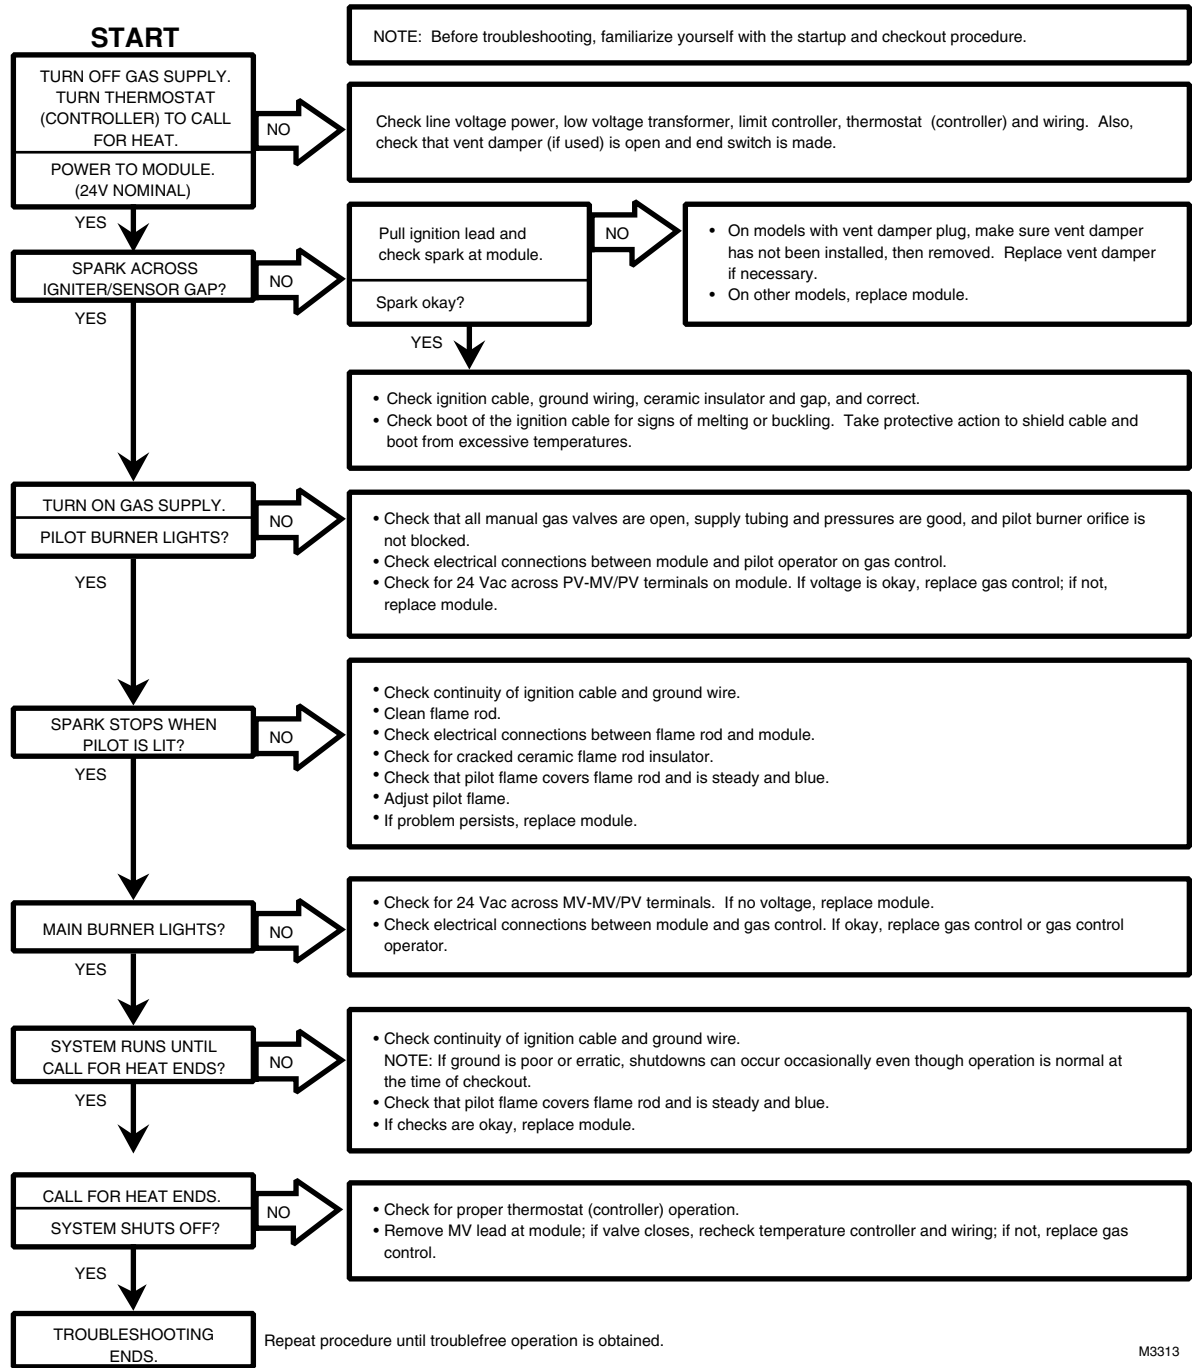 START
NOTE: Before troubleshooting, familiarize yourself with the startup and checkout procedure.
TURN OFF GAS SUPPLY.
TURN THERMOSTAT
(CONTROLLER) TO CALL
FOR HEAT.
POWER TO MODULE.
(24V NOMINAL)
NO
Check line voltage power, low voltage transformer, limit controller, thermostat (controller) and wiring. Also,
check that vent damper (if used) is open and end switch is made.
YES
SPARK ACROSS
IGNITER/SENSOR GAP?
NO
Pull ignition lead and
check spark at module.
Spark okay?
NO
• On models with vent damper plug, make sure vent damper
has not been installed, then removed. Replace vent damper
if necessary.
• On other models, replace module.
YES
YES
• Check ignition cable, ground wiring, ceramic insulator and gap, and correct.
• Check boot of the ignition cable for signs of melting or buckling. Take protective action to shield cable and
boot from excessive temperatures.
TURN ON GAS SUPPLY.
PILOT BURNER LIGHTS?
NO
• Check that all manual gas valves are open, supply tubing and pressures are good, and pilot burner orifice is
not blocked.
• Check electrical connections between module and pilot operator on gas control.
• Check for 24 Vac across PV-MV/PV terminals on module. If voltage is okay, replace gas control; if not,
replace module.
YES
SPARK STOPS WHEN
PILOT IS LIT?
NO
• Check continuity of ignition cable and ground wire.
• Clean flame rod.
• Check electrical connections between flame rod and module.
• Check for cracked ceramic flame rod insulator.
• Check that pilot flame covers flame rod and is steady and blue.
• Adjust pilot flame.
• If problem persists, replace module.
YES
MAIN BURNER LIGHTS?
NO
• Check for 24 Vac across MV-MV/PV terminals. If no voltage, replace module.
• Check electrical connections between module and gas control. If okay, replace gas control or gas control
operator.
YES
SYSTEM RUNS UNTIL
CALL FOR HEAT ENDS?
NO
• Check continuity of ignition cable and ground wire.
NOTE: If ground is poor or erratic, shutdowns can occur occasionally even though operation is normal at
the time of checkout.
• Check that pilot flame covers flame rod and is steady and blue.
• If checks are okay, replace module.
YES
CALL FOR HEAT ENDS.
SYSTEM SHUTS OFF?
NO
• Check for proper thermostat (controller) operation.
• Remove MV lead at module; if valve closes, recheck temperature controller and wiring; if not, replace gas
control.
YES
TROUBLESHOOTING
ENDS.
Repeat procedure until troublefree operation is obtained.
M3313